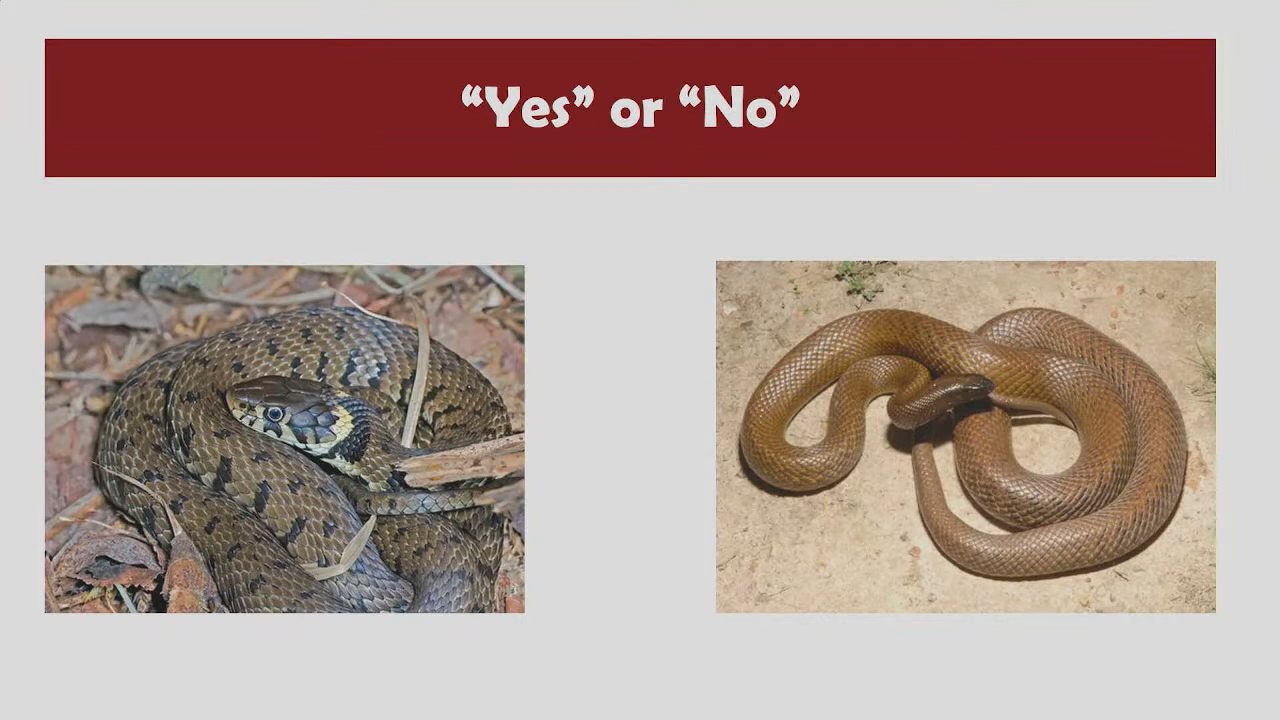 “Yes” or “No”